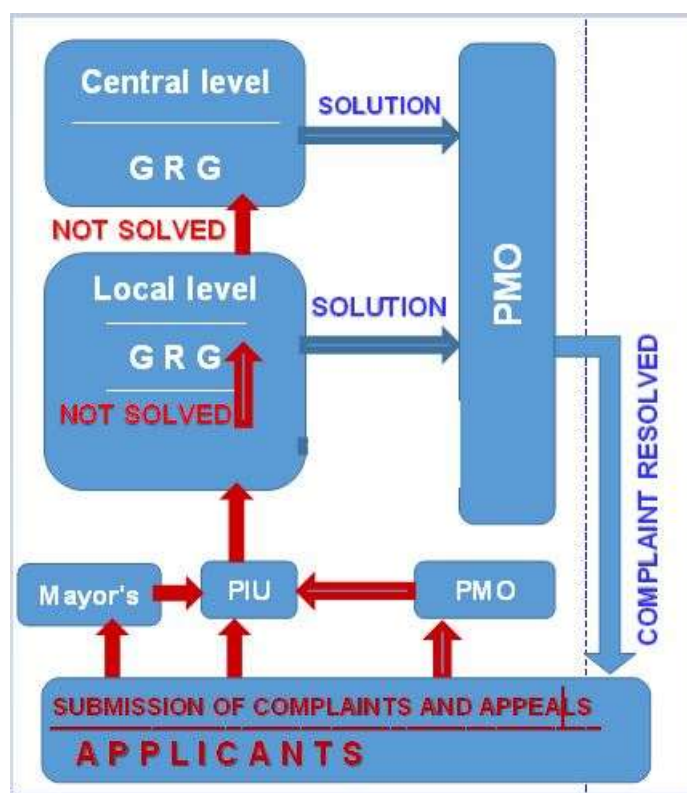 Central level
SOLUTION
G R G
NOT SOLVED
Local level
SOLUTION
G R G
NOT SOLVED
PMO
COMPLAINT RESOLVED
Mayor's
PIU
PMO
SUBMISSION OF COMPLAINTS AND APPEALS
A P P L I C A N T S